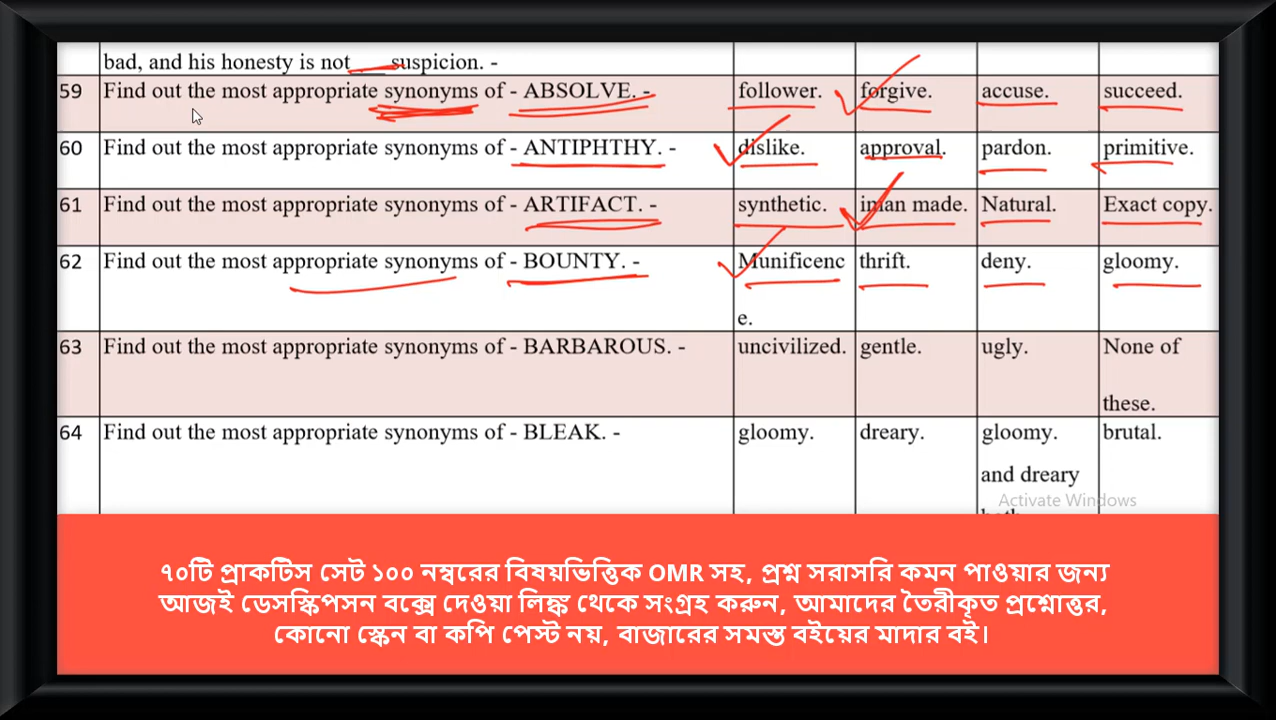 bad, and his honesty is not ___ suspicion. -
59 Find out the most appropriate synonyms of - ABSOLVE. - follower. forgive. accuse. succeed.
60 Find out the most appropriate synonyms of - ANTIPHTHY. - dislike. approval. pardon. primitive.
61 Find out the most appropriate synonyms of - ARTIFACT. - synthetic. made. Natural. Exact copy.
62 Find out the most appropriate synonyms of - BOUNTY. - Munificenc thrift. deny. gloomy.
e.
63 Find out the most appropriate synonyms of - BARBAROUS. - uncivilized. gentle. ugly. None of
these.
64 Find out the most appropriate synonyms of - BLEAK. - gloomy. dreary. gloomy. brutal.
and dreary
Activate Windows
৭০টি প্রাকটিস সেট ১০০ নম্বরের বিষয়ভিত্তিক OMR সহ, প্রশ্ন সরাসরি কমন পাওয়ার জন্য
আজই ডেসস্কিপসন বক্সে দেওয়া লিঙ্ক থেকে সংগ্রহ করুন, আমাদের তৈরীকৃত প্রশ্নোত্তর,
কোনো স্কেন বা কপি পেস্ট নয়, বাজারের সমস্ত বইয়ের মাদার বই।